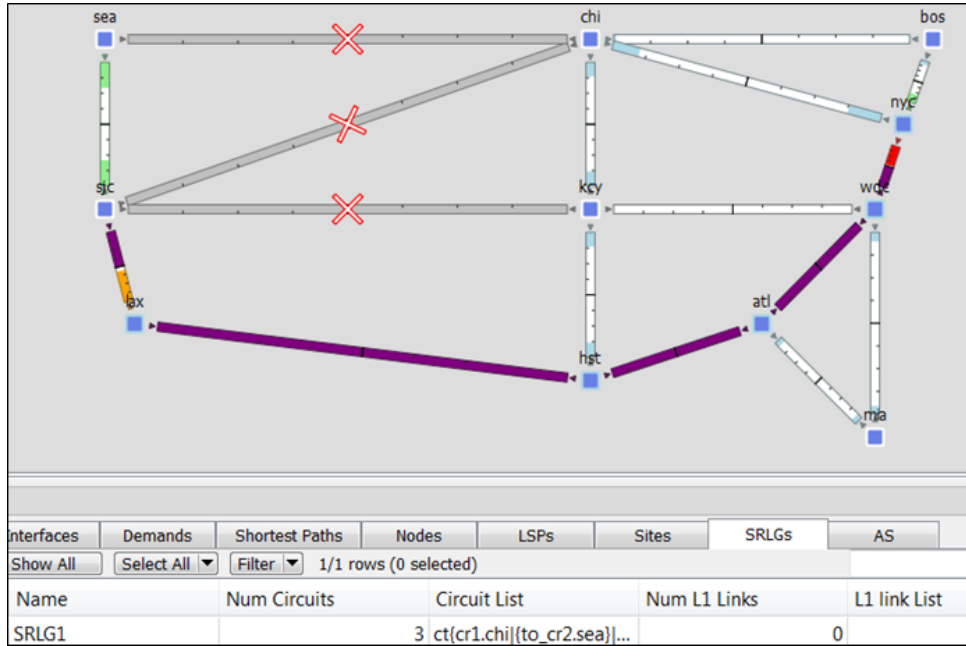 sea chi bos
nyc
sjc kcy wdc
lax atl
hst
ma
nterfaces Demands Shortest Paths Nodes LSPs Sites SRLGs AS
Show All Select All Filter 1/1 rows (0 selected)
Name Num Circuits Circuit List Num L1 Links L1 link List
SRLG1 3 ct{cr1.chi|{to_cr2.sea}|... 0